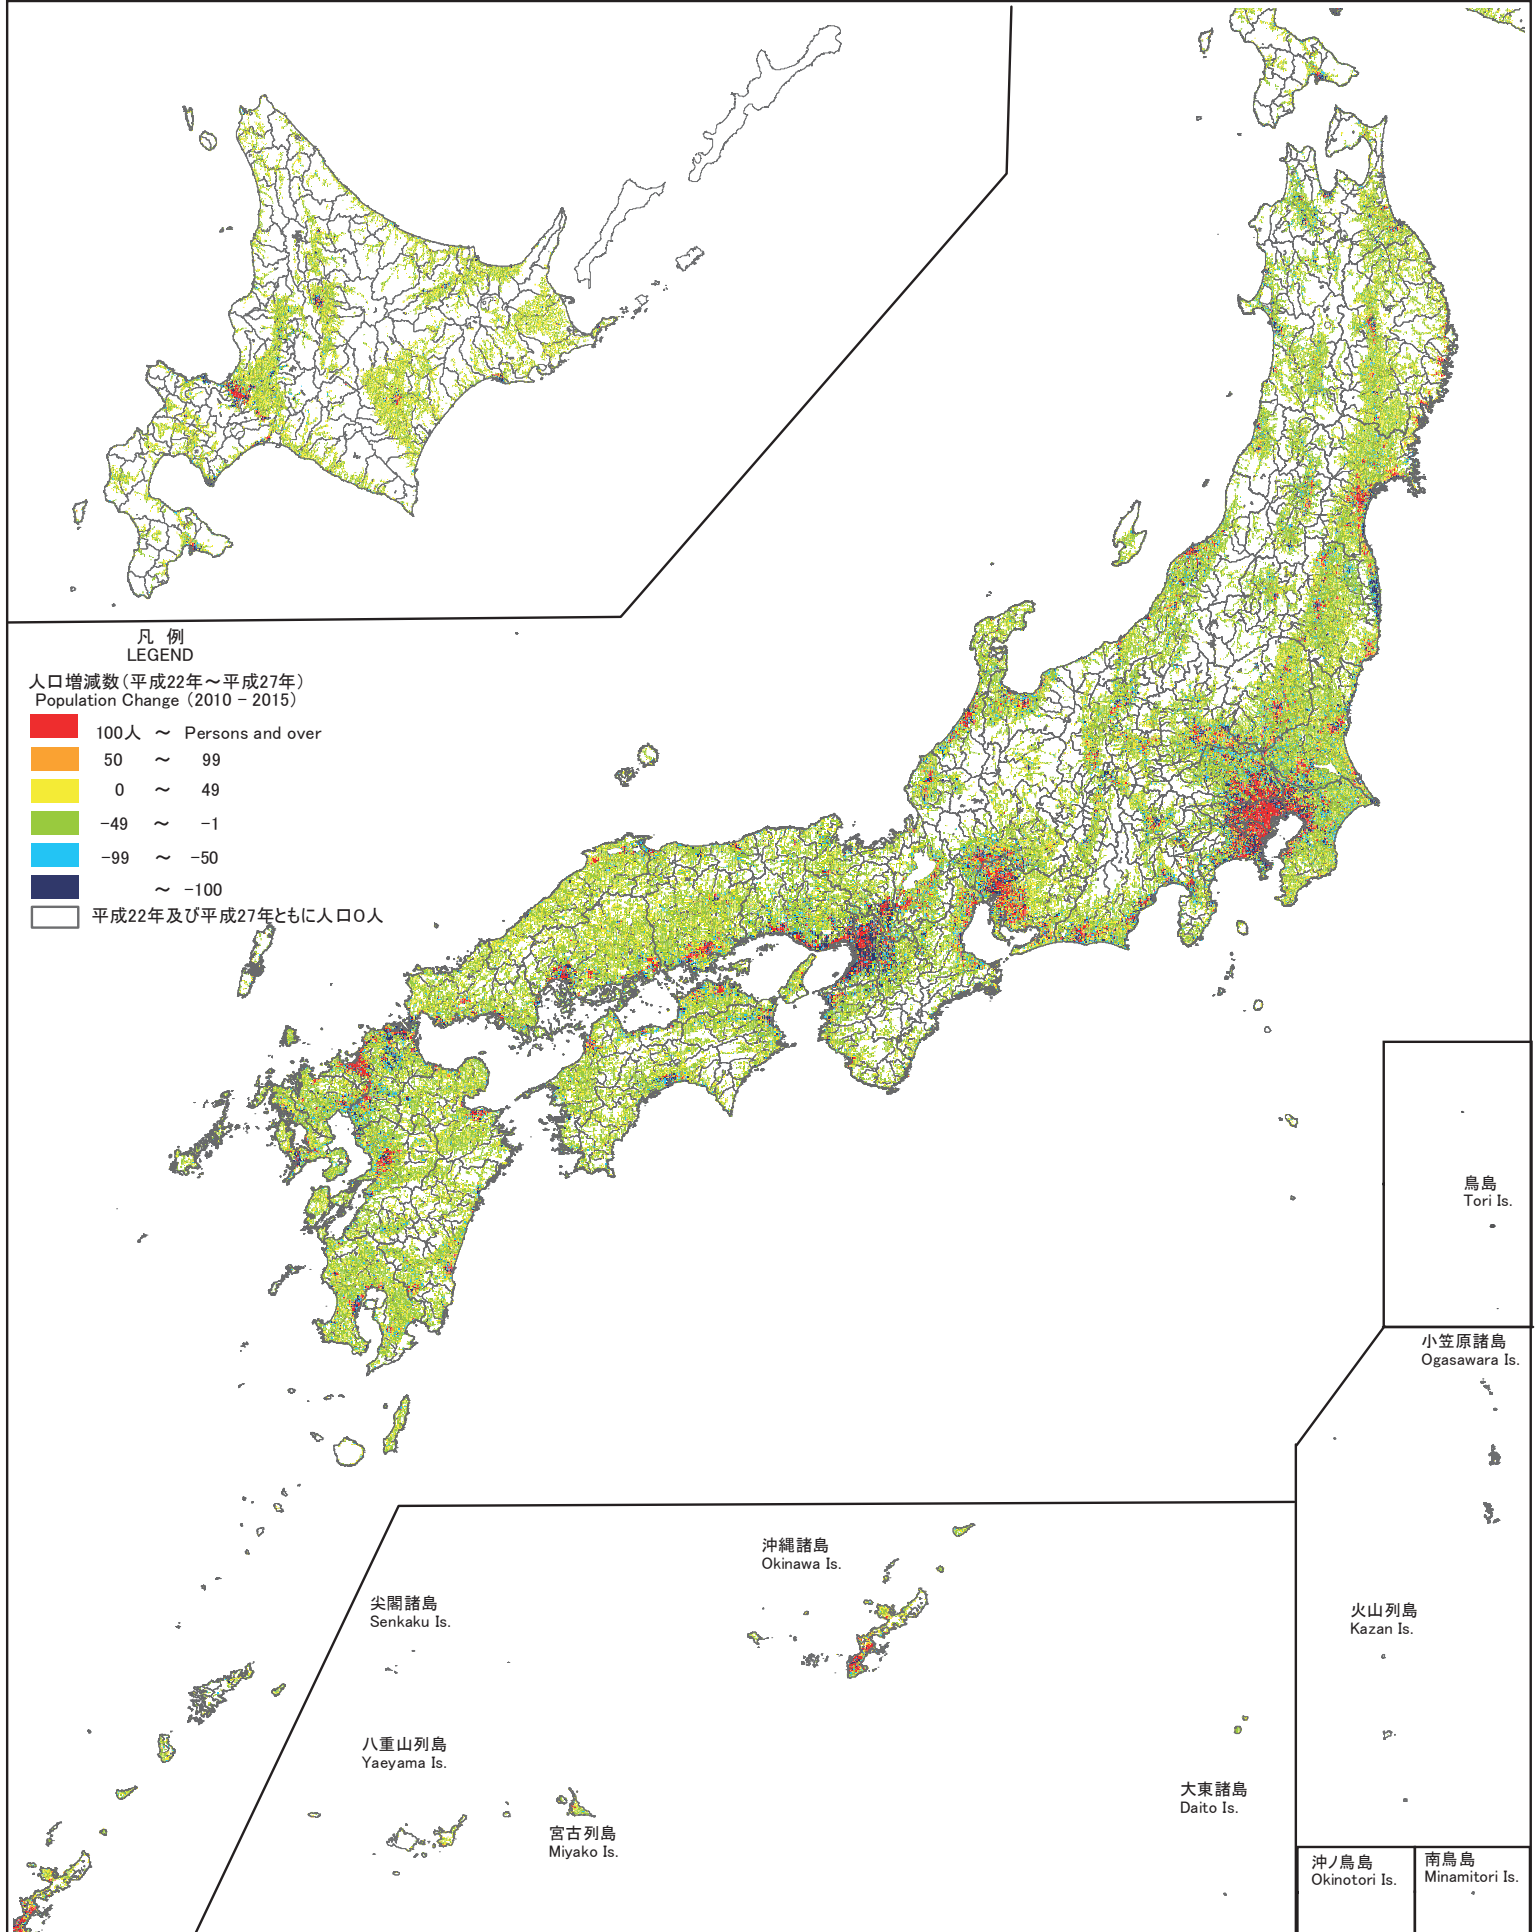 凡 例
LEGEND
人口増減数(平成22年～平成27年)
Population Change (2010 - 2015)
100人 ～ Persons and over
50 ～ 99
0 ～ 49
-49 ～ -1
-99 ～ -50
～ -100
平成22年及び平成27年ともに人口0人
鳥島
Tori Is.
小笠原諸島
Ogasawara Is.
沖縄諸島
Okinawa Is.
尖閣諸島
Senkaku Is.
火山列島
Kazan Is.
八重山列島
Yaeyama Is.
大東諸島
Daito Is.
宮古列島
Miyako Is.
沖ノ鳥島
Okinotori Is.
南鳥島
Minamitori Is.